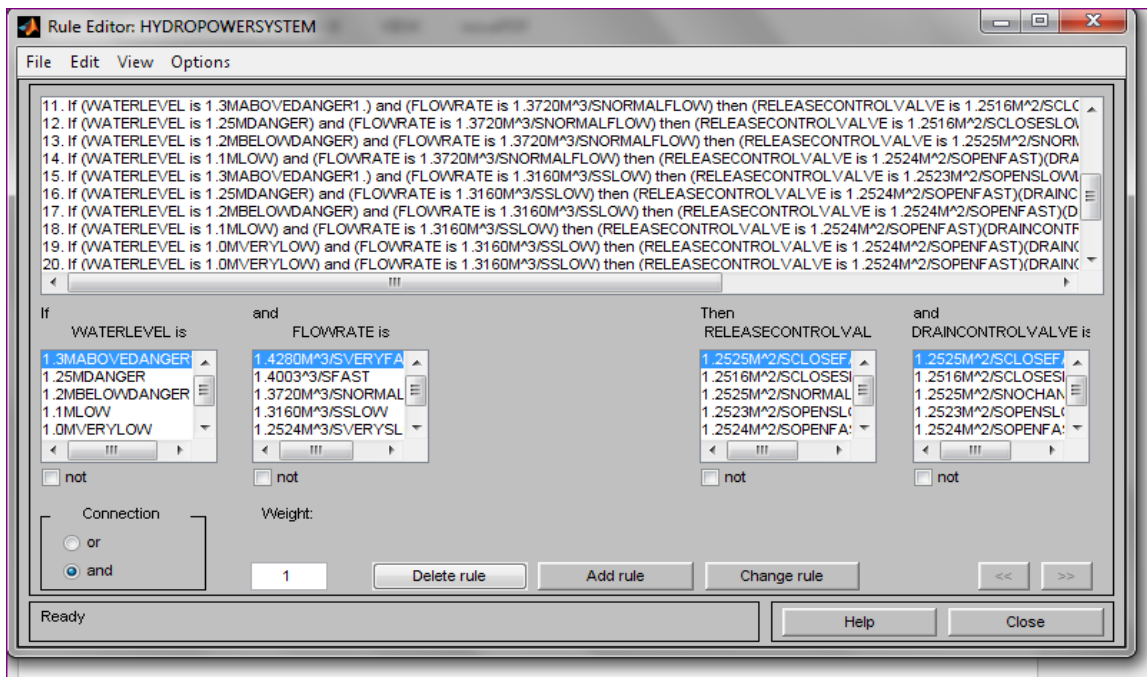 Rule Editor: HYDROPOWERSYSTEM
File Edit View Options
11. If (WATERLEVEL is 1.3MABOVEDANGER1.) and (FLOWRATE is 1.3720M^3/SNORMALFLOW) then (RELEASECONTROLVALVE is 1.2516M^2/SCLC
12. If (WATERLEVEL is 1.25MDANGER) and (FLOWRATE is 1.3720M^3/SNORMALFLOW) then (RELEASECONTROLVALVE is 1.2516M^2/SCLOSESLOW
13. If (WATERLEVEL is 1.2MBELOWDANGER) and (FLOWRATE is 1.3720M^3/SNORMALFLOW) then (RELEASECONTROLVALVE is 1.2525M^2/SNORM
14. If (WATERLEVEL is 1.1MLOW) and (FLOWRATE is 1.3720M^3/SNORMALFLOW) then (RELEASECONTROLVALVE is 1.2524M^2/SOPENFAST)(DRA
15. If (WATERLEVEL is 1.3MABOVEDANGER1.) and (FLOWRATE is 1.3160M^3/SSLOW) then (RELEASECONTROLVALVE is 1.2523M^2/SOPENSLOWL
16. If (WATERLEVEL is 1.25MDANGER) and (FLOWRATE is 1.3160M^3/SSLOW) then (RELEASECONTROLVALVE is 1.2524M^2/SOPENFAST)(DRAINC
17. If (WATERLEVEL is 1.2MBELOWDANGER) and (FLOWRATE is 1.3160M^3/SSLOW) then (RELEASECONTROLVALVE is 1.2524M^2/SOPENFAST)(D
18. If (WATERLEVEL is 1.1MLOW) and (FLOWRATE is 1.3160M^3/SSLOW) then (RELEASECONTROLVALVE is 1.2524M^2/SOPENFAST)(DRAINCONTR
19. If (WATERLEVEL is 1.0MVERYLOW) and (FLOWRATE is 1.3160M^3/SSLOW) then (RELEASECONTROLVALVE is 1.2524M^2/SOPENFAST)(DRAINC
20. If (WATERLEVEL is 1.0MVERYLOW) and (FLOWRATE is 1.3160M^3/SSLOW) then (RELEASECONTROLVALVE is 1.2524M^2/SOPENFAST)(DRAINC
If and Then and
WATERLEVEL is FLOWRATE is RELEASECONTROLVAL DRAINCONTROLVALVE is
1.3MABOVEDANGER 1.4280M^3/SVERYFA 1.2525M^2/SCLOSEF 1.2525M^2/SCLOSEF
1.25MDANGER 1.4003^3/SFAST 1.2516M^2/SCLOSESI 1.2516M^2/SCLOSESI
1.2MBELOWDANGER 1.3720M^3/SNORMAL 1.2525M^2/SNORMAL 1.2525M^2/SNOCHAN
1.1MLOW 1.3160M^3/SSLOW 1.2523M^2/SOPENSL 1.2523M^2/SOPENSL
1.0MVERYLOW 1.2524M^3/SVERYSL 1.2524M^2/SOPENFA 1.2524M^2/SOPENFA
not not not not
Connection Weight:
or
and 1 Delete rule Add rule Change rule << >>
Ready Help Close